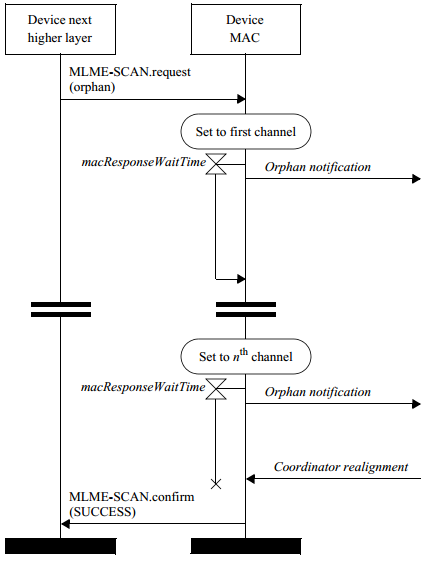 Device next
higher layer
Device
MAC
MLME-SCAN.request
(orphan)
Set to first channel
macResponseWaitTime
Orphan notification
Set to nth channel
macResponseWaitTime
Orphan notification
Coordinator realignment
MLME-SCAN.confirm
(SUCCESS)